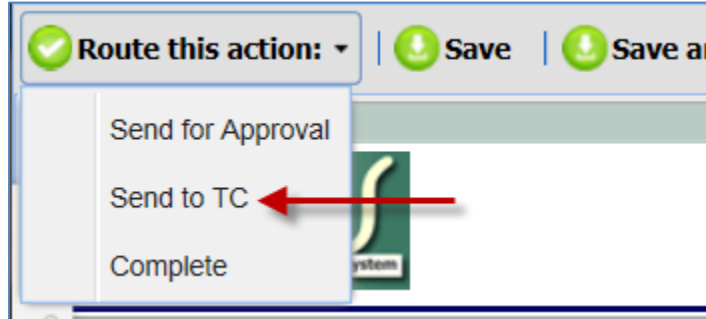 Route this action: Save Save a
Send for Approval
Send to TC
Complete
ystem